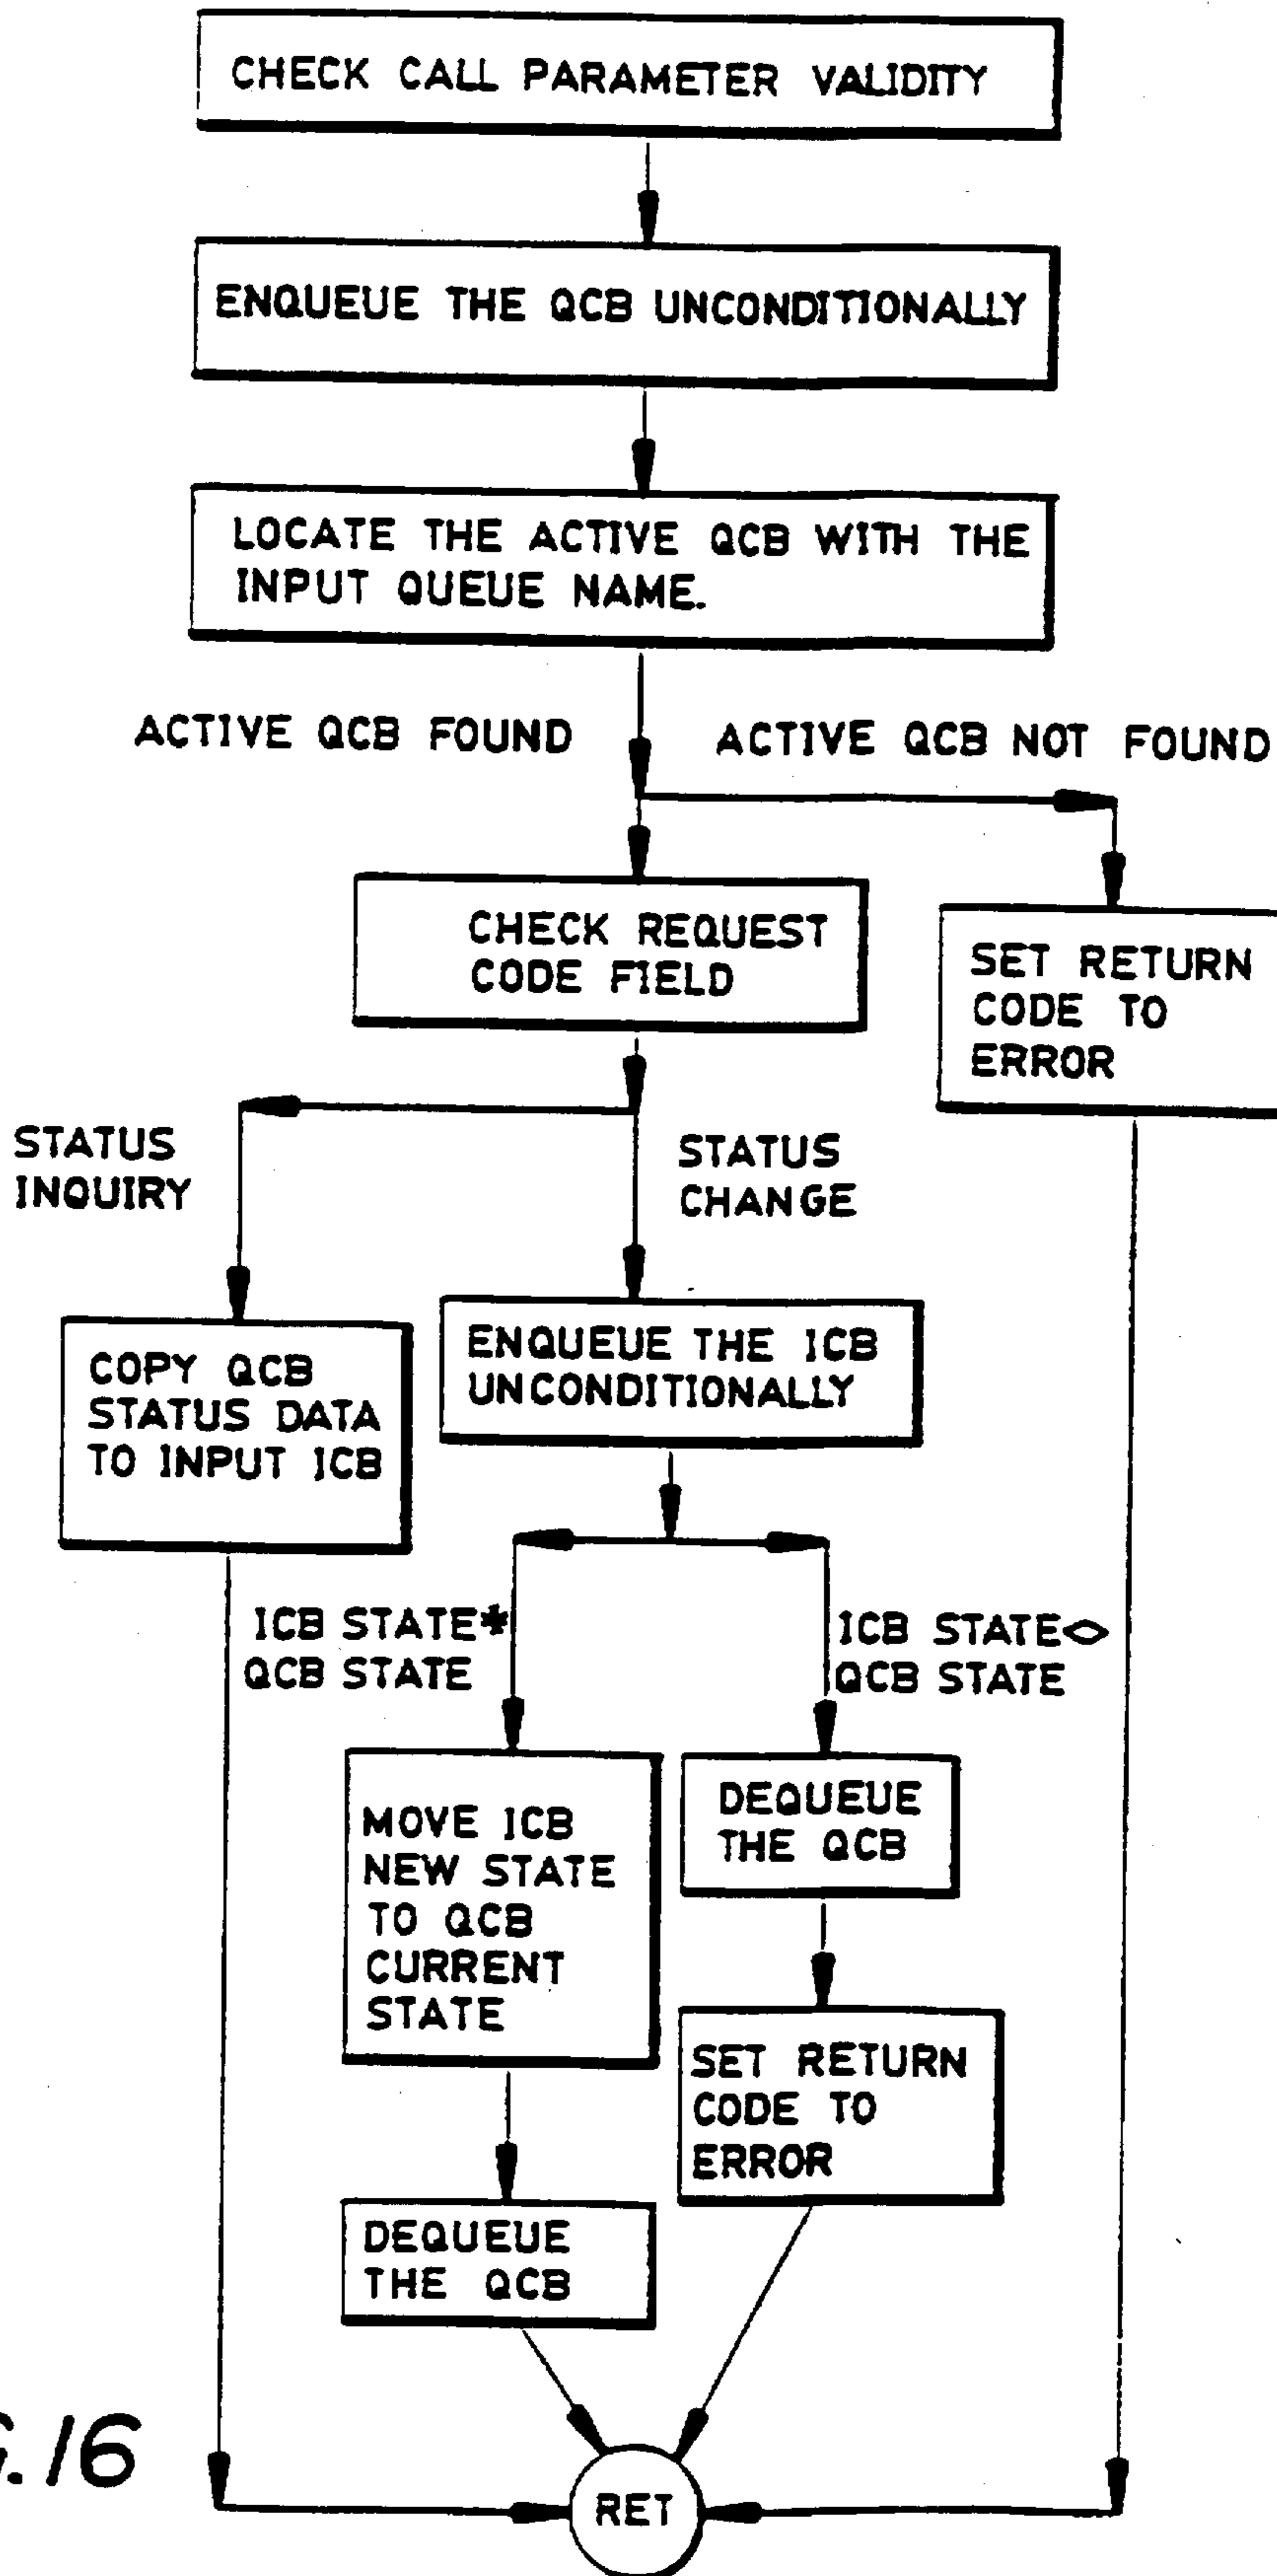 CHECK CALL PARAMETER VALIDITY
ENQUEUE THE QCB UNCONDITIONALLY
LOCATE THE ACTIVE QCB WITH THE
INPUT QUEUE NAME.
ACTIVE QCB FOUND
ACTIVE QCB NOT FOUND
CHECK REQUEST
CODE FIELD
SET RETURN
CODE TO
ERROR
STATUS
INQUIRY
STATUS
CHANGE
COPY QCB
STATUS DATA
TO INPUT ICB
ENQUEUE THE ICB
UNCONDITIONALLY
ICB STATE*
QCB STATE
ICB STATE<>
QCB STATE
MOVE ICB
NEW STATE
TO QCB
CURRENT
STATE
DEQUEUE
THE QCB
SET RETURN
CODE TO
ERROR
DEQUEUE
THE QCB
RET
G.16